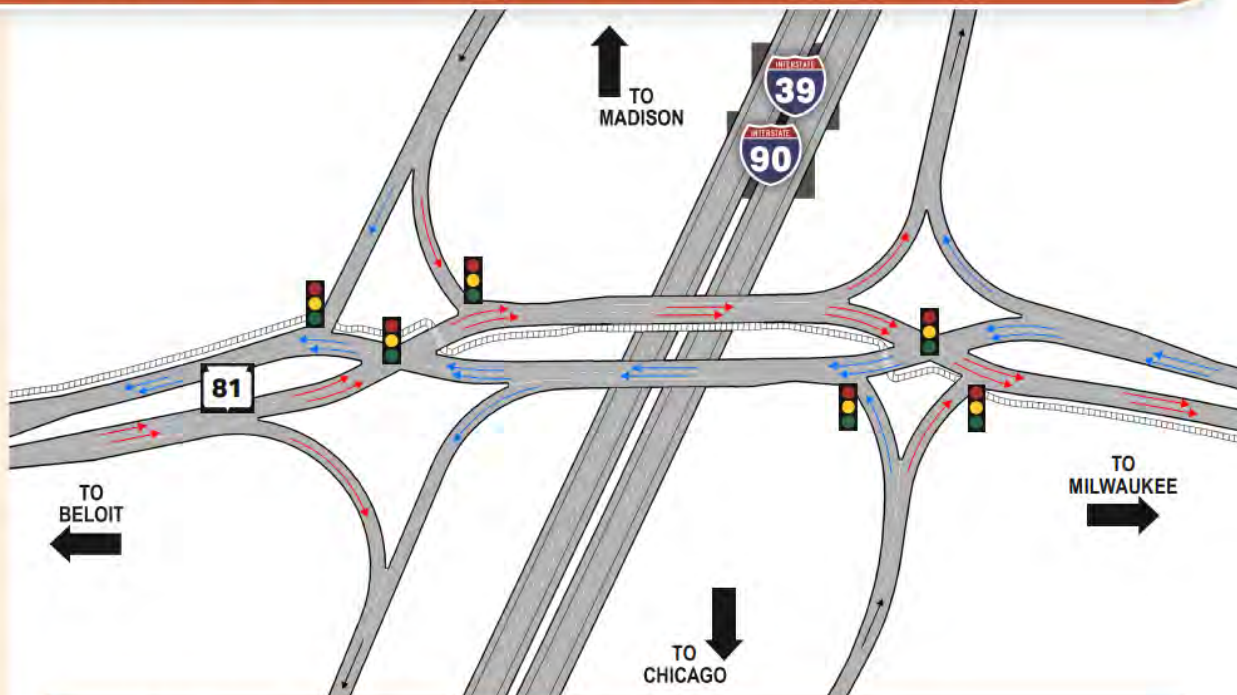 INTERSTATE
39
TO
MADISON
INTERSTATE
90
81
TO
BELOIT
TO
MILWAUKEE
TO
CHICAGO